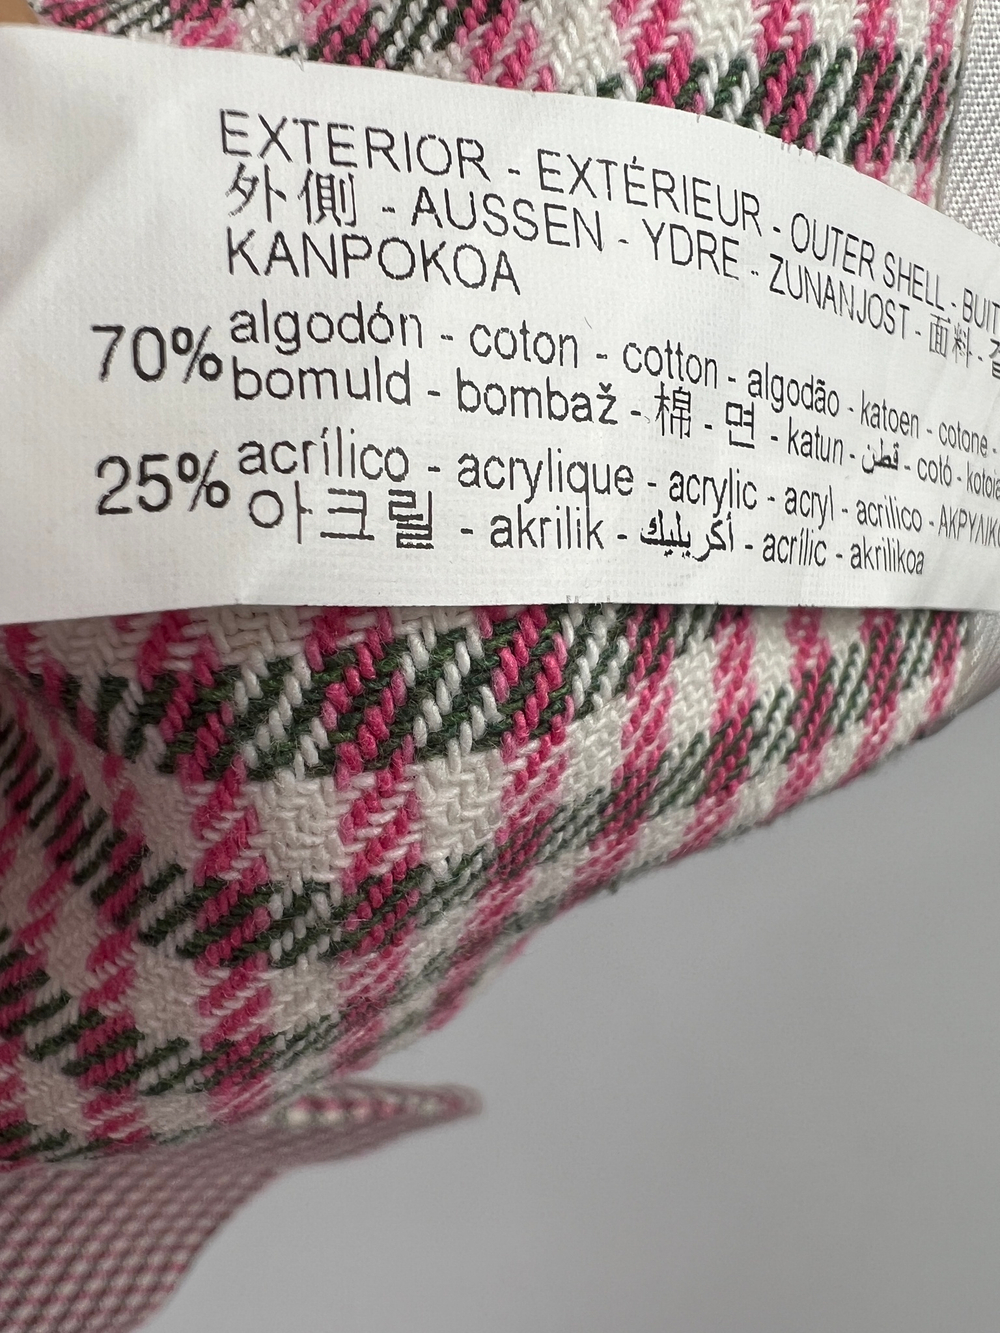 EXTERIOR - EXTÉRIEUR - OUTER SHELL -
外側 - AUSSEN - YDRE - ZUNANJOST - 面料 -
KANPOKOA
70% algodón - coton - cotton - algodão - katoen - cotone -
bomuld - bombaž - 棉 - 면 - katun - قطن - cotó -
25% acrílico - acrylique - acrylic - acryl - acrilico -
아크릴 - akrilik - أكريليك - acrílic - akrilikoa